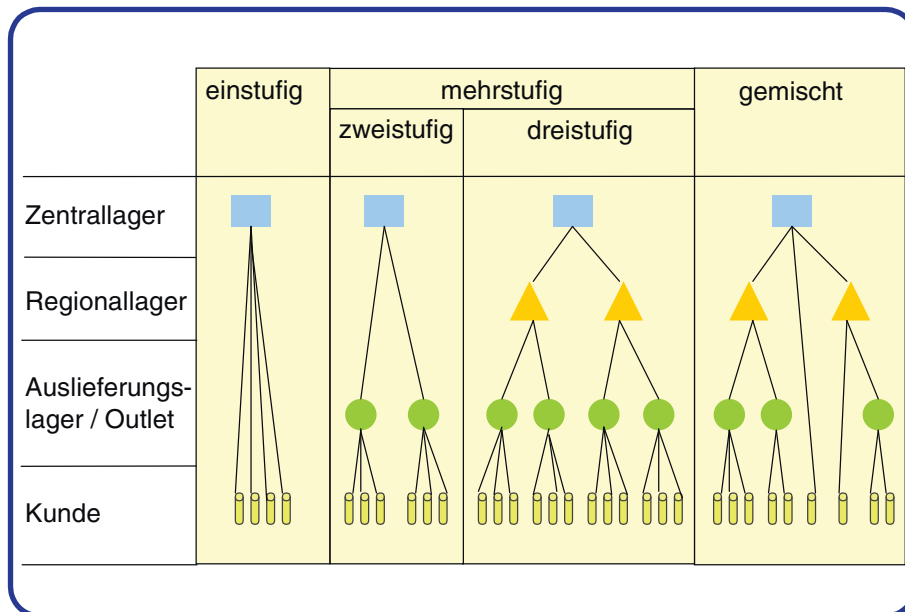 einstufig
mehrstufig
gemischt
zweistufig
dreistufig
Zentrallager
Regionallager
Auslieferungs-
lager / Outlet
Kunde